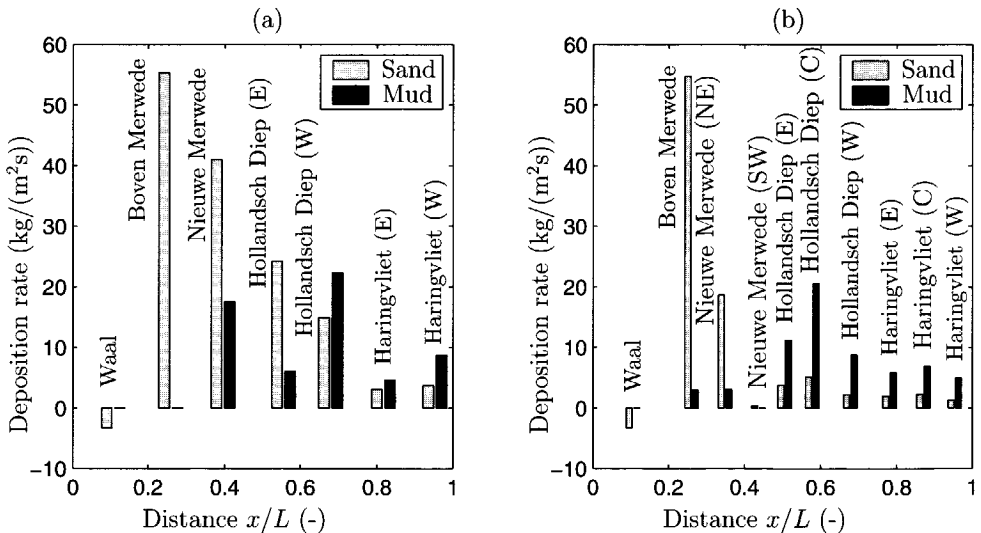 (a)
Deposition rate (kg/(m²s))
60
50
40
30
20
10
0
−10
Sand
Mud
Waal
Boven Merwede
Nieuwe Merwede
Hollandsch Diep (E)
Hollandsch Diep (W)
Haringvliet (E)
Haringvliet (W)
0
0.2
0.4
0.6
0.8
1
Distance x/L (-)
(b)
Deposition rate (kg/(m²s))
60
50
40
30
20
10
0
−10
Sand
Mud
Waal
Boven Merwede
Nieuwe Merwede (NE)
Nieuwe Merwede (SW)
Hollandsch Diep (E)
Hollandsch Diep (C)
Hollandsch Diep (W)
Haringvliet (E)
Haringvliet (C)
Haringvliet (W)
0
0.2
0.4
0.6
0.8
1
Distance x/L (-)